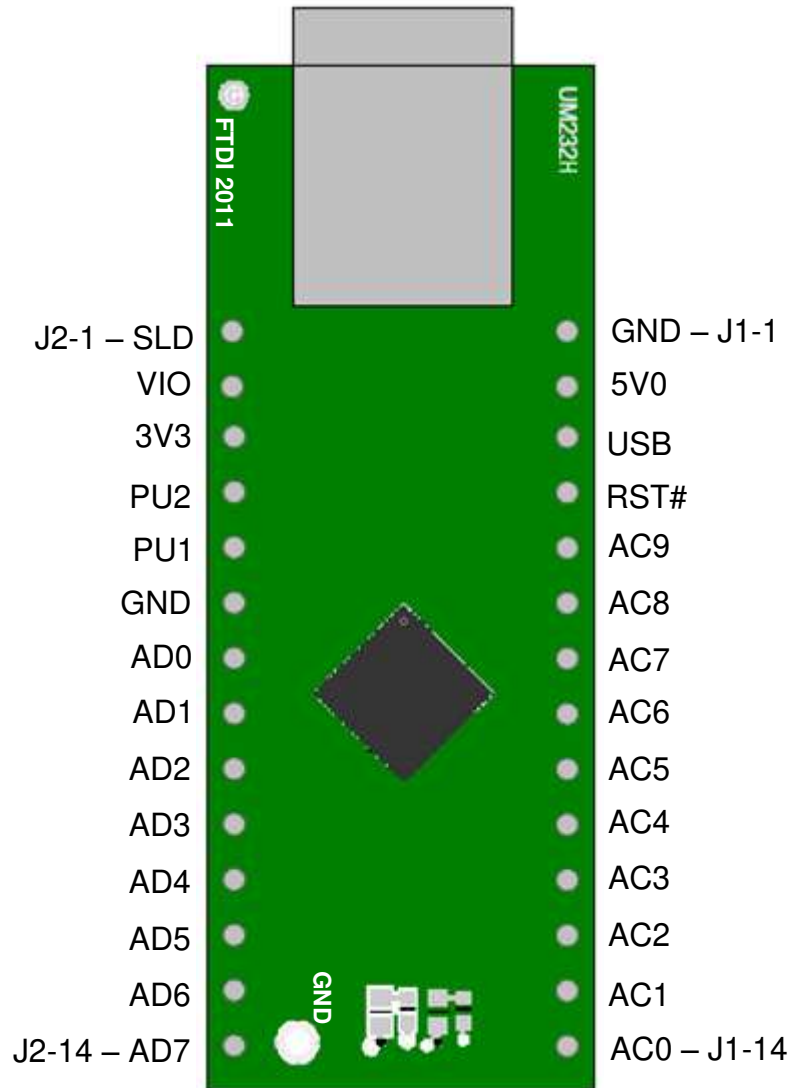 FTDI 2011
UM232H
J2-1 – SLD
VIO
3V3
PU2
PU1
GND
AD0
AD1
AD2
AD3
AD4
AD5
AD6
J2-14 – AD7
GND – J1-1
5V0
USB
RST#
AC9
AC8
AC7
AC6
AC5
AC4
AC3
AC2
AC1
AC0 – J1-14
GND